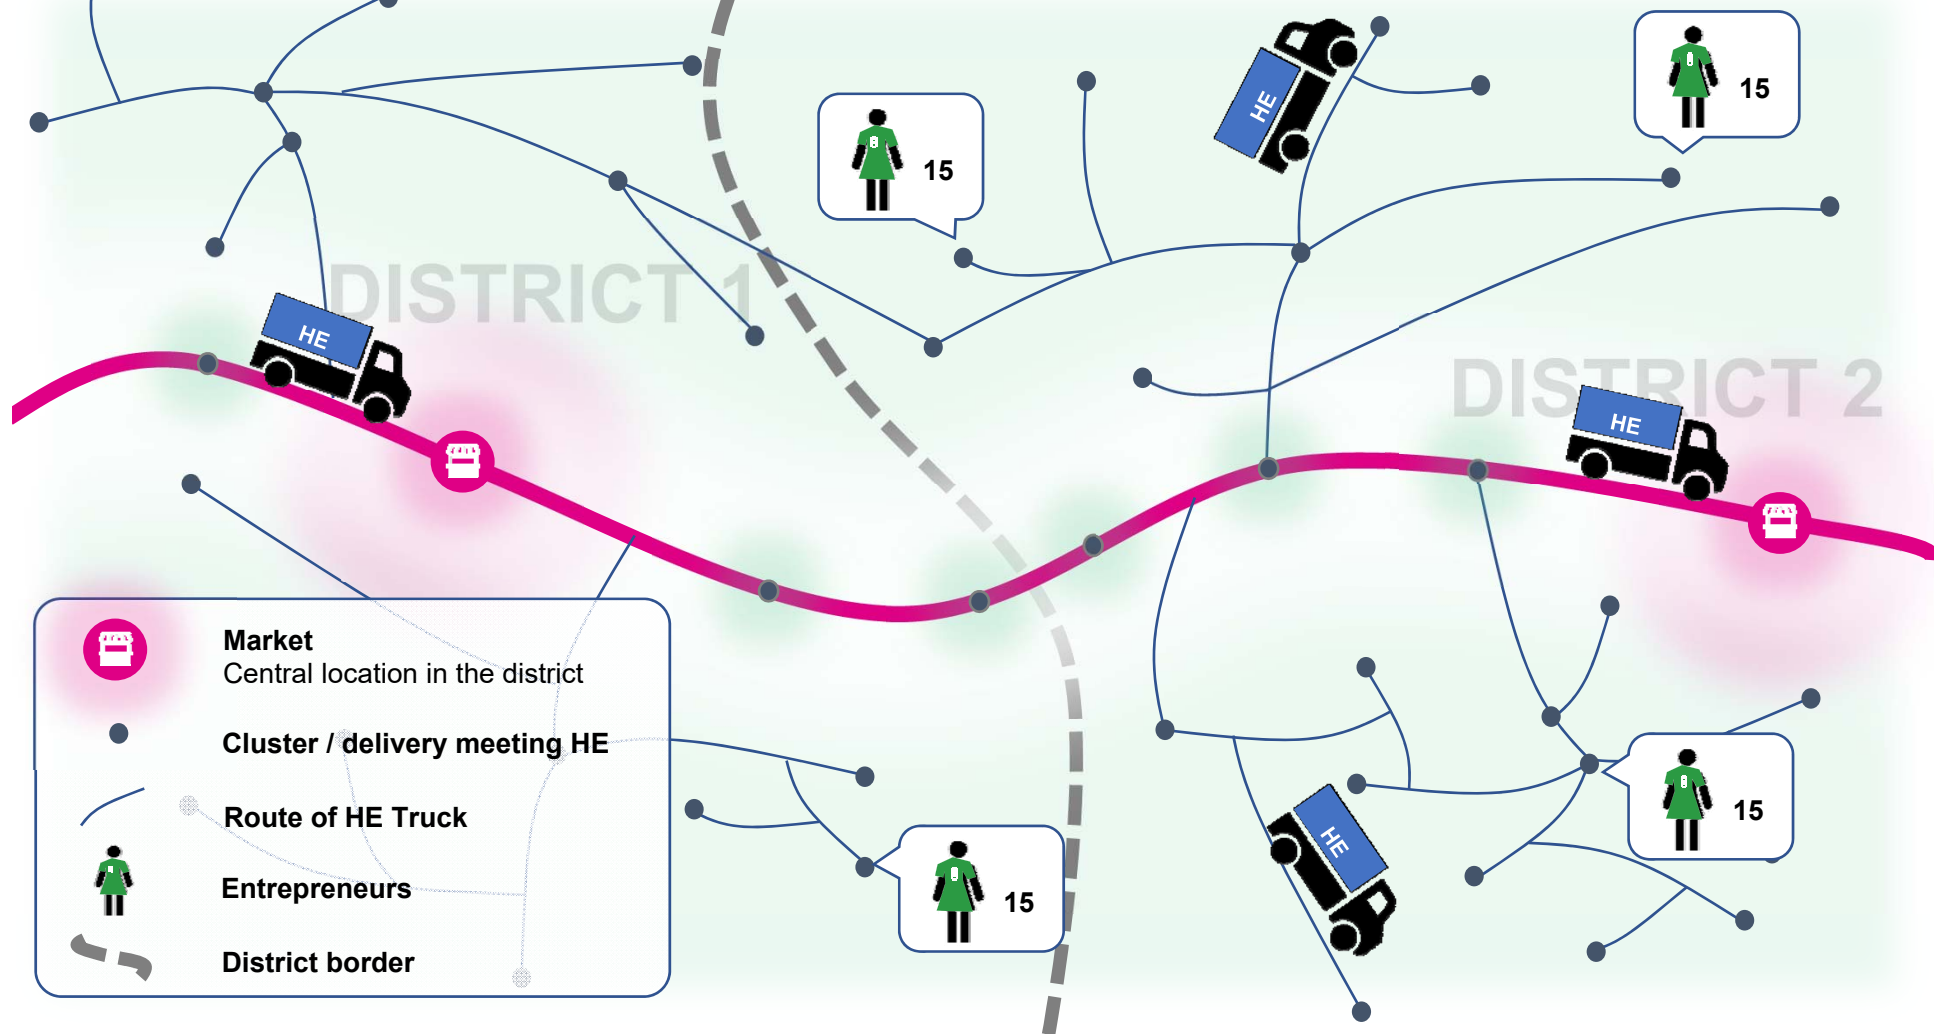 HE
15
15
DISTRICT 1
HE
DISTRICT 2
HE
Market
Central location in the district
Cluster / delivery meeting HE
Route of HE Truck
Entrepreneurs
District border
15
HE
15